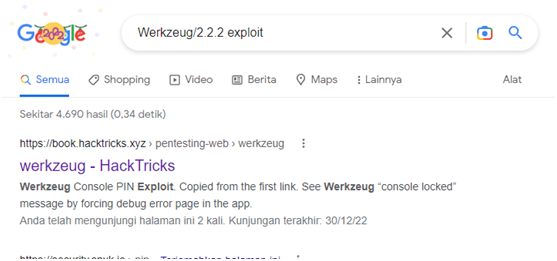 Google
Werkzeug/2.2.2 exploit
Semua Shopping Video Berita Maps Lainnya Alat
Sekitar 4.690 hasil (0,34 detik)
https://book.hacktricks.xyz › pentesting-web › werkzeug
werkzeug - HackTricks
Werkzeug Console PIN Exploit. Copied from the first link. See Werkzeug “console locked”
message by forcing debug error page in the app.
Anda telah mengunjungi halaman ini 2 kali. Kunjungan terakhir: 30/12/22